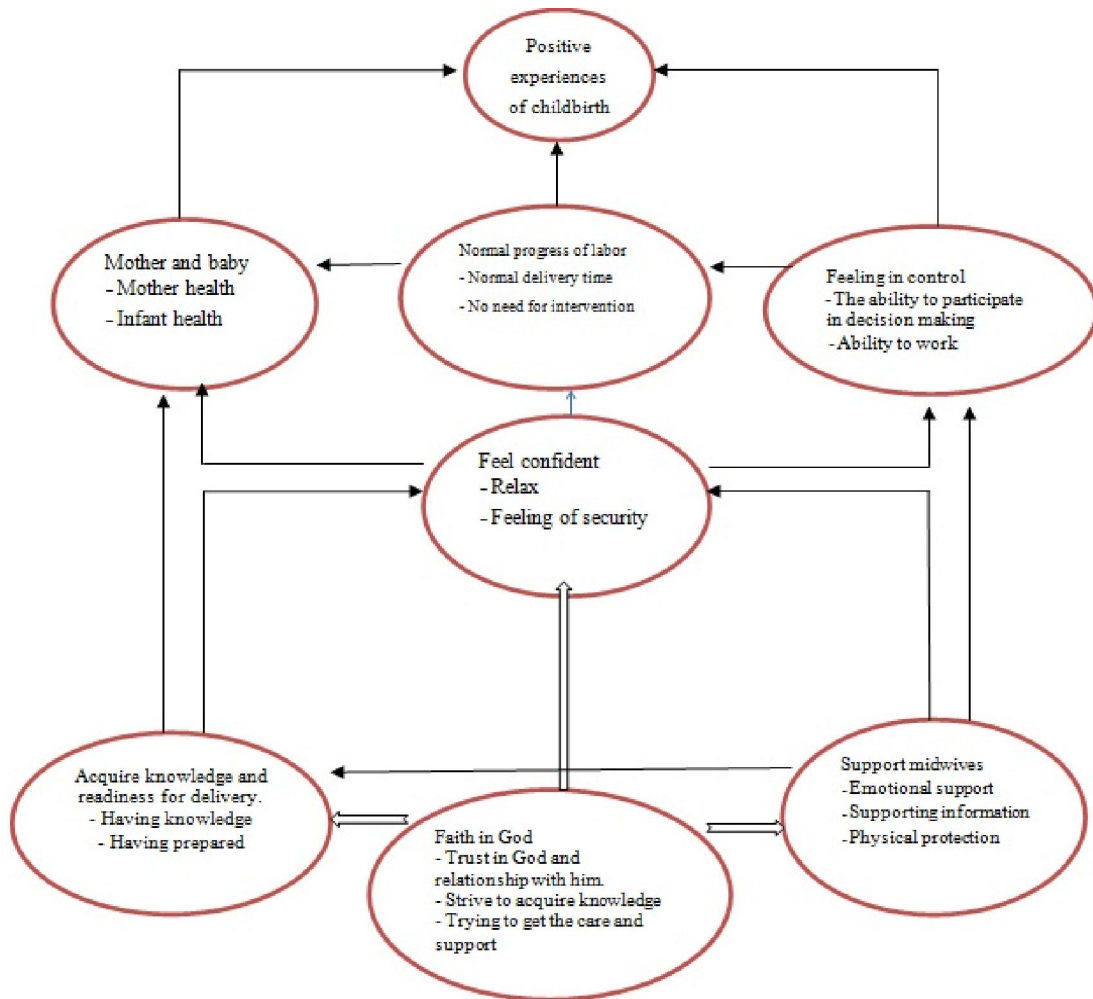 Positive
experiences
of childbirth
Mother and baby
- Mother health
- Infant health
Normal progress of labor
- Normal delivery time
- No need for intervention
Feeling in control
- The ability to participate
in decision making
- Ability to work
Feel confident
- Relax
- Feeling of security
Acquire knowledge and
readiness for delivery.
- Having knowledge
- Having prepared
Faith in God
- Trust in God and
relationship with him.
- Strive to acquire knowledge
- Trying to get the care and
support
Support midwives
- Emotional support
- Supporting information
- Physical protection